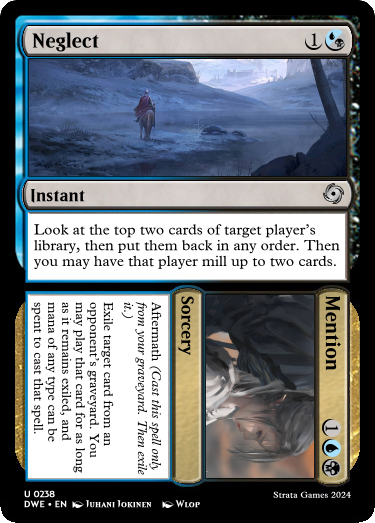 Neglect
1
Instant
Look at the top two cards of target player's
library, then put them back in any order. Then
you may have that player mill up to two cards.
Mention
1
Sorcery
Aftermath (Cast this spell only
from your graveyard. Then exile
it.)
Exile target card from an
opponent's graveyard. You
may play that card for as long
as it remains exiled, and
mana of any type can be
spent to cast that spell.
U 0238
DWE • EN Juhani Jokinen Wlop
Strata Games 2024